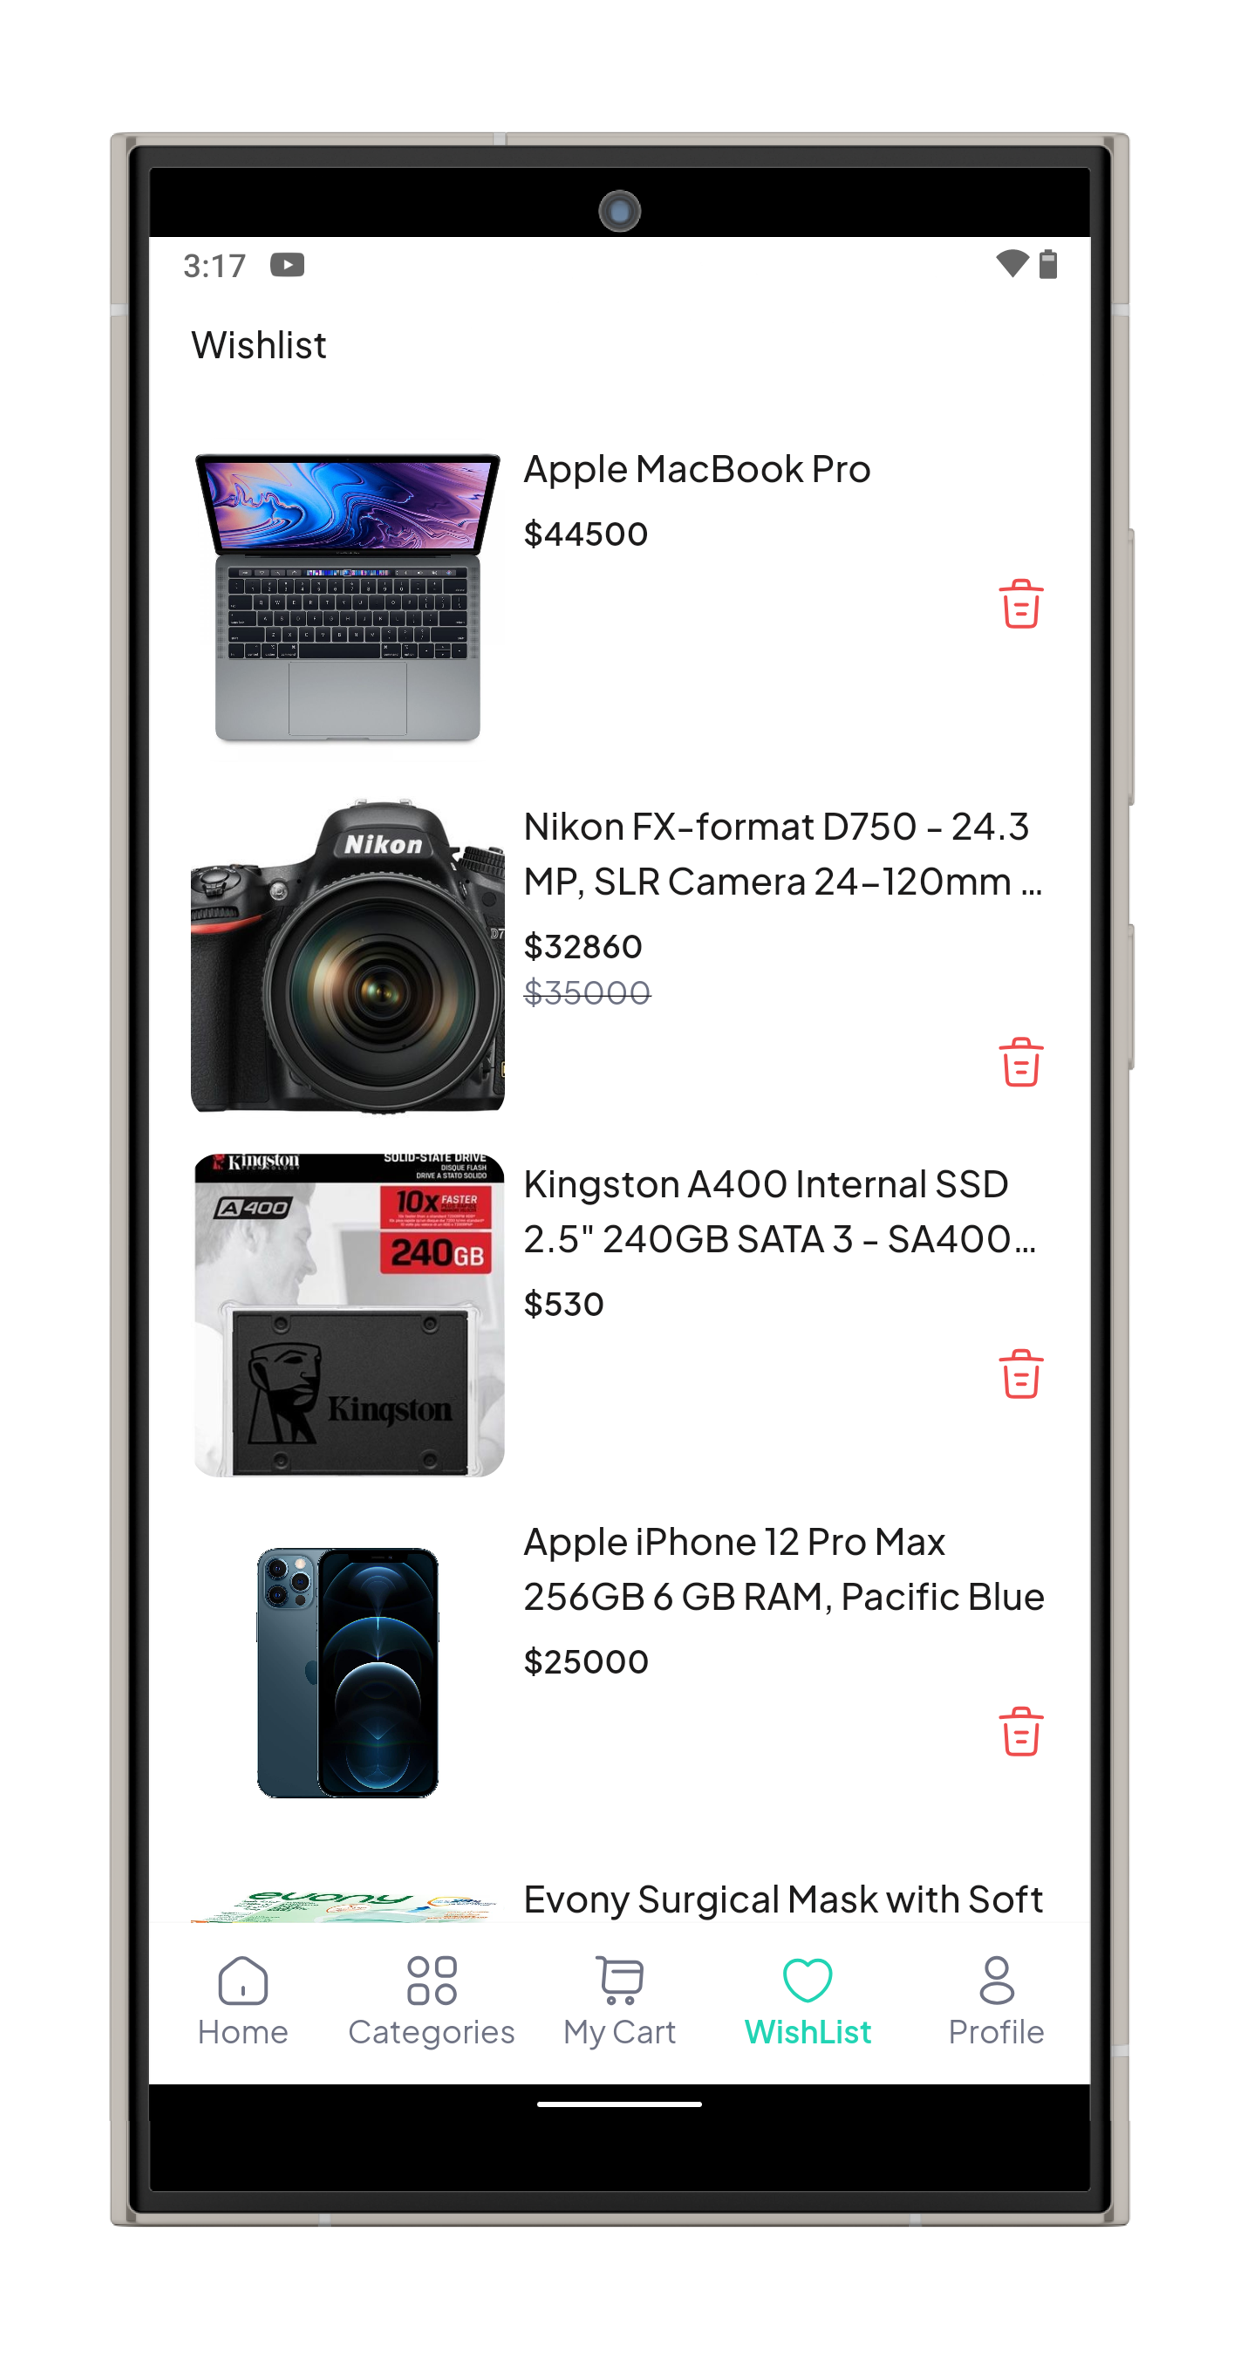 3:17
Wishlist
Apple MacBook Pro
$44500
Nikon
D7
Nikon FX-format D750 - 24.3
MP, SLR Camera 24–120mm ...
$32860
$35000
Kingston
TECHNOLOGY
SOLID-STATE DRIVE
DISQUE FLASH
DRIVE A STATO SOLIDO
A400
10x FASTER
240GB
Kingston
Kingston A400 Internal SSD
2.5" 240GB SATA 3 - SA400...
$530
Apple iPhone 12 Pro Max
256GB 6 GB RAM, Pacific Blue
$25000
evony
Evony Surgical Mask with Soft
Home
Categories
My Cart
WishList
Profile